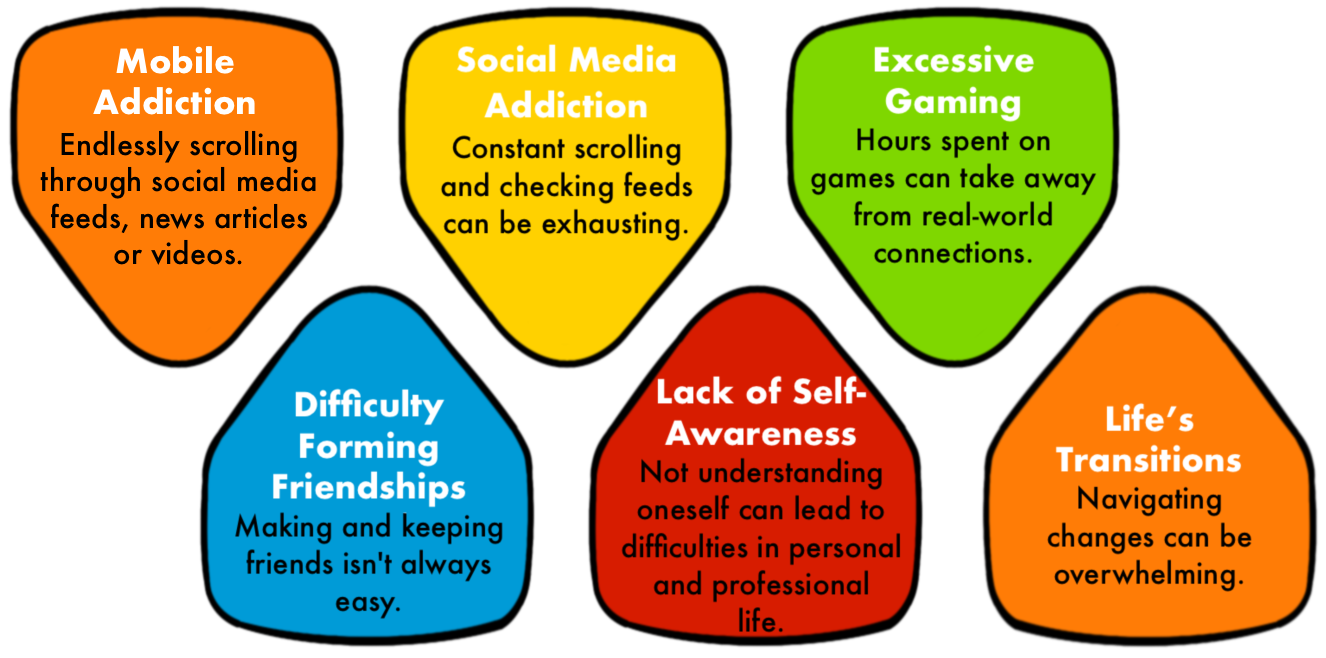 Mobile
Addiction
Endlessly scrolling
through social media
feeds, news articles
or videos.
Social Media
Addiction
Constant scrolling
and checking feeds
can be exhausting.
Excessive
Gaming
Hours spent on
games can take away
from real-world
connections.
Difficulty
Forming
Friendships
Making and keeping
friends isn't always
easy.
Lack of Self-
Awareness
Not understanding
oneself can lead to
difficulties in personal
and professional
life.
Life’s
Transitions
Navigating
changes can be
overwhelming.